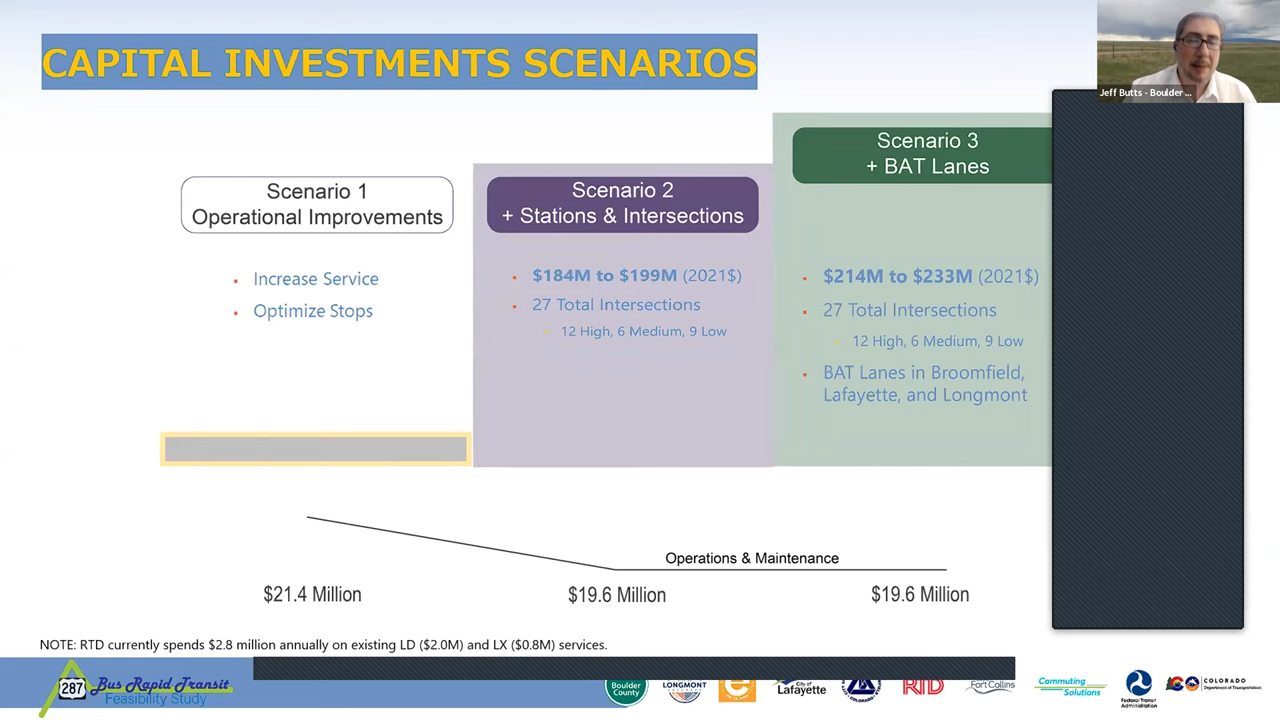 CAPITAL INVESTMENTS SCENARIOS
Jeff Butts - Boulder ...
Scenario 1
Operational Improvements
Increase Service
Optimize Stops
Scenario 2
+ Stations & Intersections
$184M to $199M (2021$)
27 Total Intersections
12 High, 6 Medium, 9 Low
Scenario 3
+ BAT Lanes
$214M to $233M (2021$)
27 Total Intersections
12 High, 6 Medium, 9 Low
BAT Lanes in Broomfield,
Lafayette, and Longmont
Operations & Maintenance
$21.4 Million
$19.6 Million
$19.6 Million
NOTE: RTD currently spends $2.8 million annually on existing LD ($2.0M) and LX ($0.8M) services.
287
Bus Rapid Transit
Feasibility Study
Boulder
County
LONGMONT
Lafayette
RTD
Fort Collins
Commuting
Solutions
Federal Transit
Administration
COLORADO
Department of Transportation